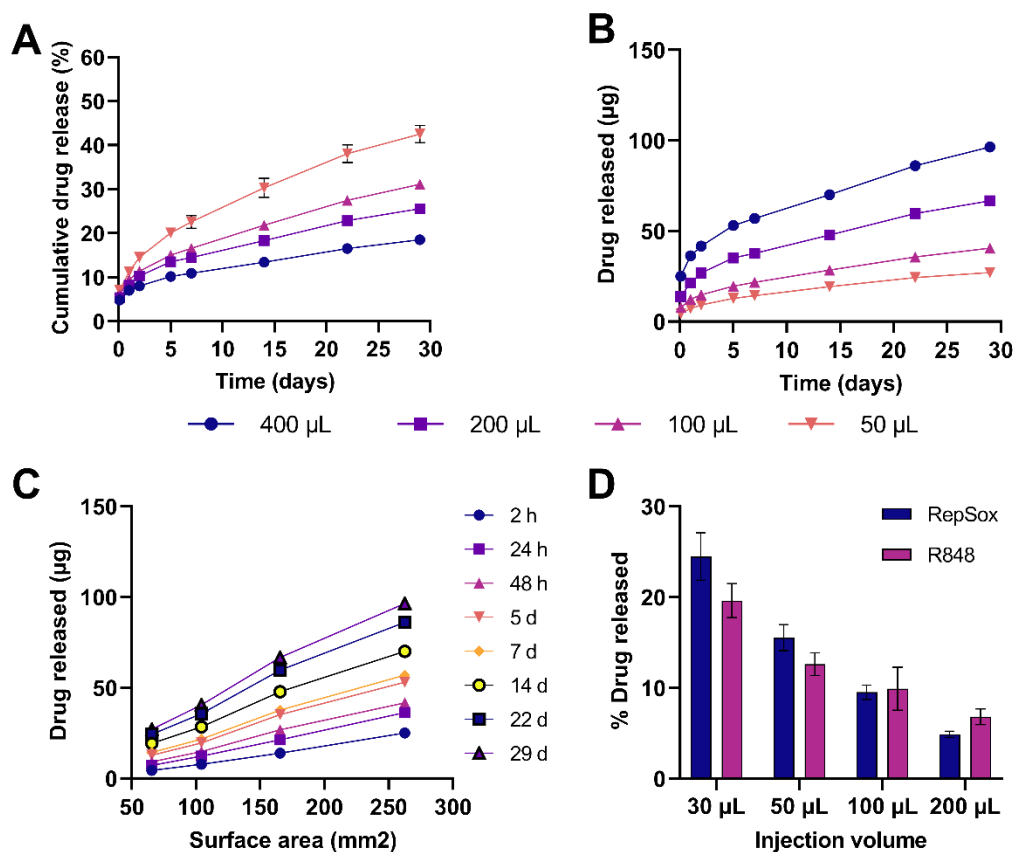 A
Cumulative drug release (%)
60
50
40
30
20
10
0
0 5 10 15 20 25 30
Time (days)
B
Drug released (µg)
150
100
50
0
0 5 10 15 20 25 30
Time (days)
400 µL 200 µL 100 µL 50 µL
C
Drug released (µg)
150
100
50
0
50 100 150 200 250 300
Surface area (mm2)
2 h
24 h
48 h
5 d
7 d
14 d
22 d
29 d
D
% Drug released
30
20
10
0
30 µL 50 µL 100 µL 200 µL
Injection volume
RepSox
R848